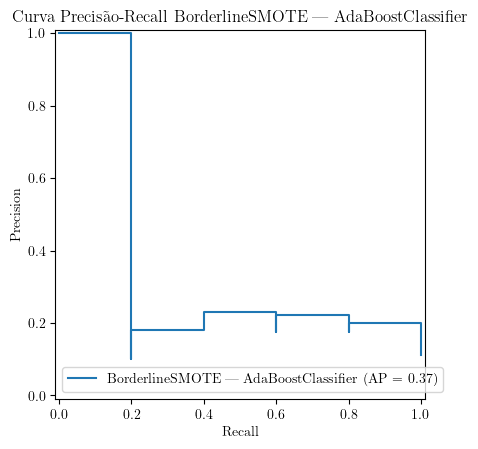 Curva Precisão-Recall BorderlineSMOTE — AdaBoostClassifier
1.0
0.8
0.6
0.4
0.2
0.0
Precision
BorderlineSMOTE — AdaBoostClassifier (AP = 0.37)
0.0 0.2 0.4 0.6 0.8 1.0
Recall